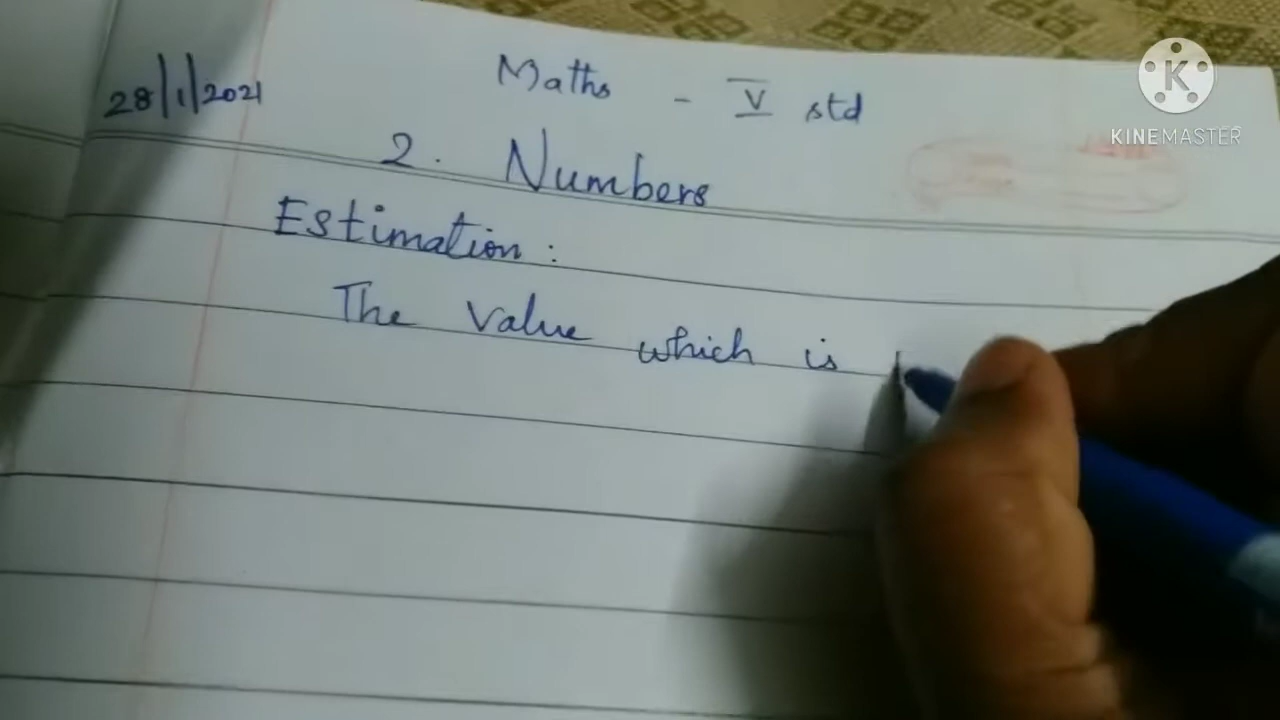 28/1/2021
Maths - V std
2. Numbers
Estimation :
The value which is
K
KINEMASTER